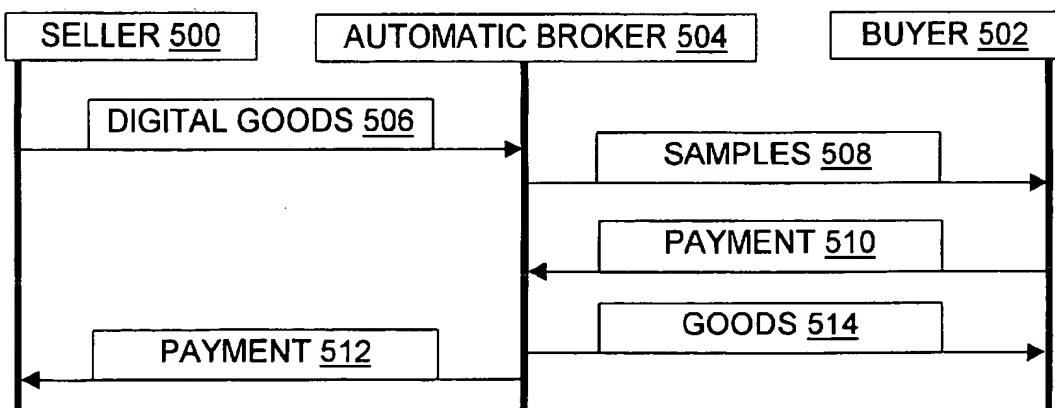 SELLER 500
AUTOMATIC BROKER 504
BUYER 502
DIGITAL GOODS 506
SAMPLES 508
PAYMENT 510
GOODS 514
PAYMENT 512